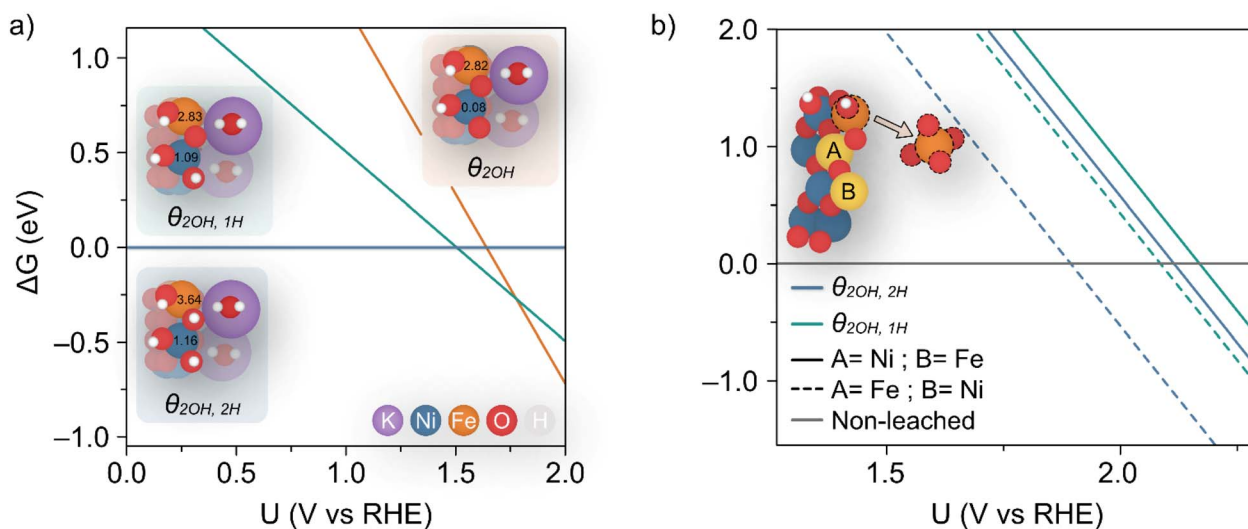 a)
ΔG (eV)
1.0
0.5
0.0
−0.5
−1.0
2.83
1.09
θ2OH, 1H
2.82
0.08
θ2OH
3.64
1.16
θ2OH, 2H
K Ni Fe O H
0.0 0.5 1.0 1.5 2.0
U (V vs RHE)
b)
2.0
1.0
0.0
−1.0
A
B
θ2OH, 2H
θ2OH, 1H
A= Ni ; B= Fe
A= Fe ; B= Ni
Non-leached
1.5 2.0
U (V vs RHE)